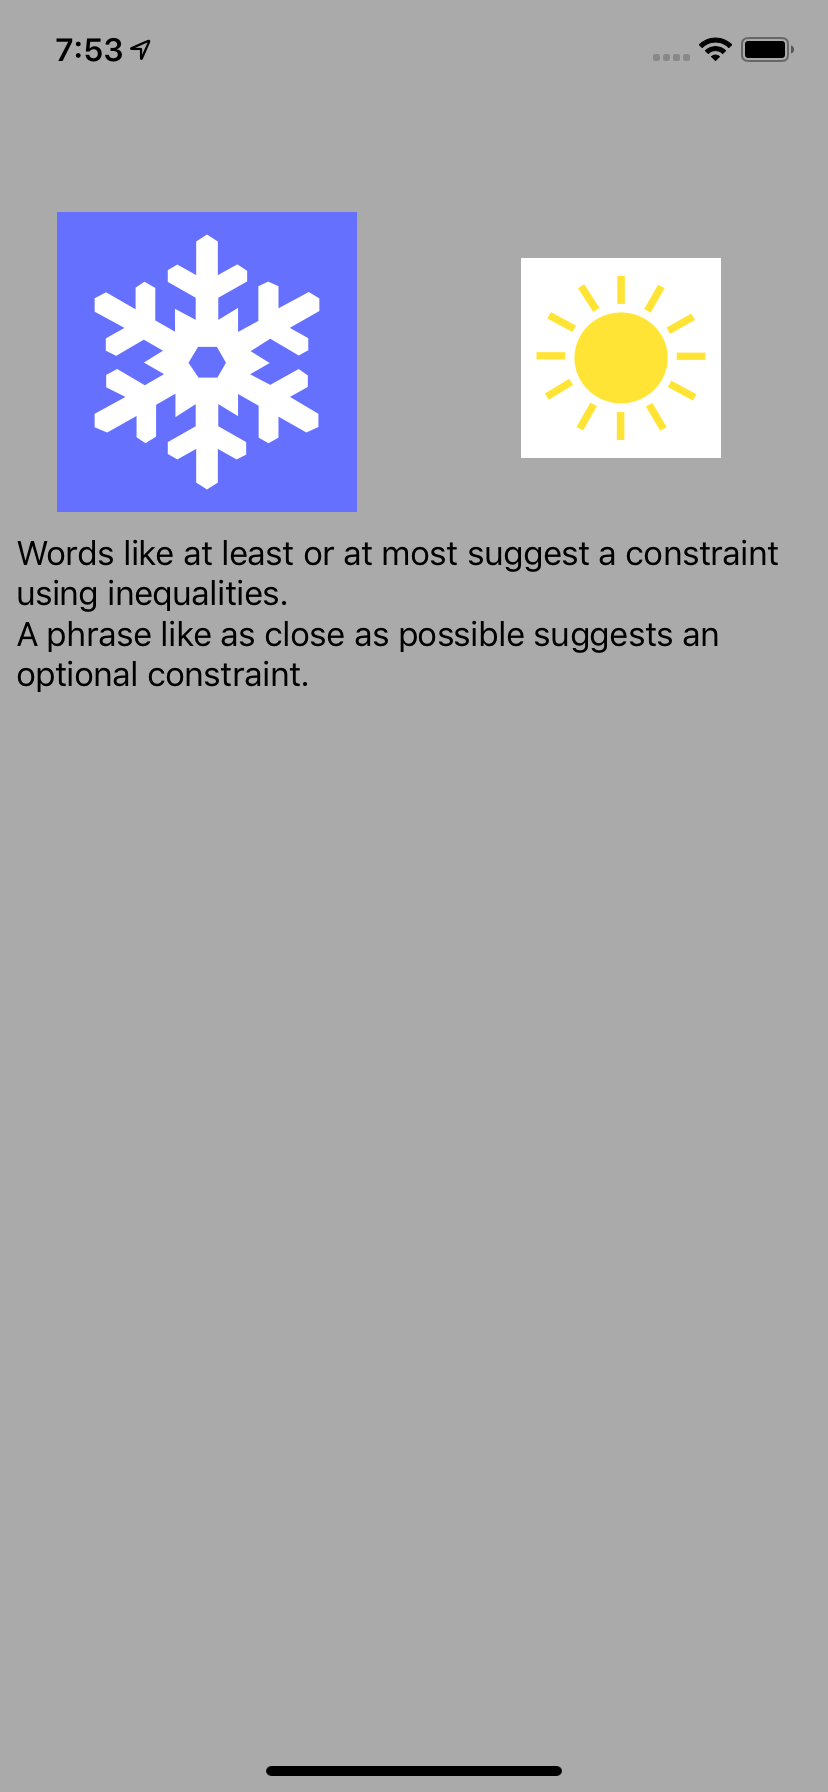 7:53
Words like at least or at most suggest a constraint
using inequalities.
A phrase like as close as possible suggests an
optional constraint.